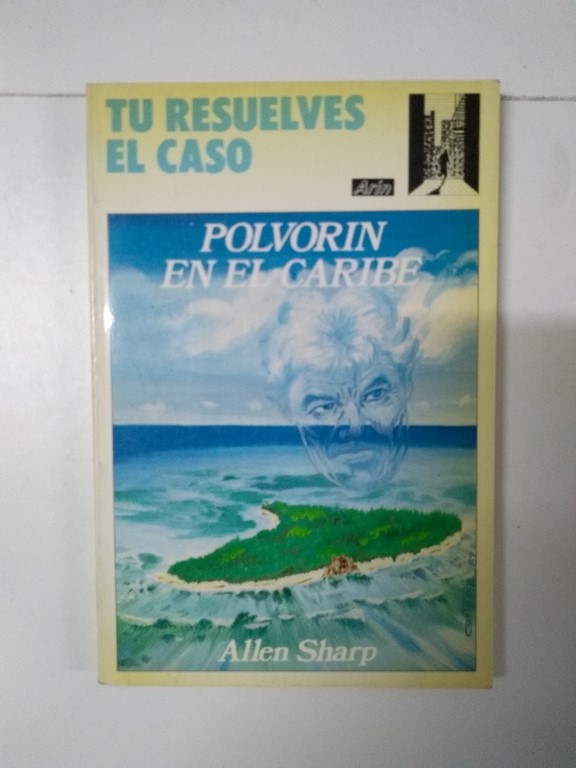 TU RESUELVES
EL CASO
Arin
POLVORIN
EN EL CARIBE
Allen Sharp